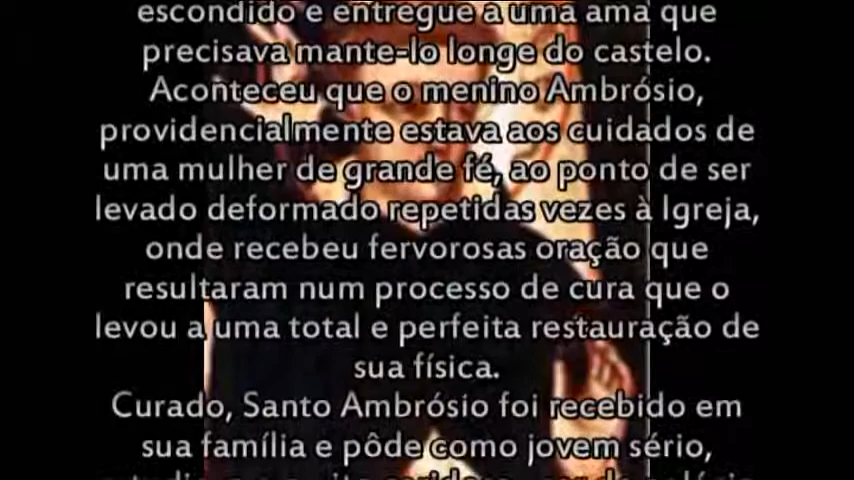 escondido e entregue a uma ama que
precisava mante-lo longe do castelo.
Aconteceu que o menino Ambrósio,
providencialmente estava aos cuidados de
uma mulher de grande fé, ao ponto de ser
levado deformado repetidas vezes à Igreja,
onde recebeu fervorosas oração que
resultaram num processo de cura que o
levou a uma total e perfeita restauração de
sua física.
Curado, Santo Ambrósio foi recebido em
sua família e pôde como jovem sério,